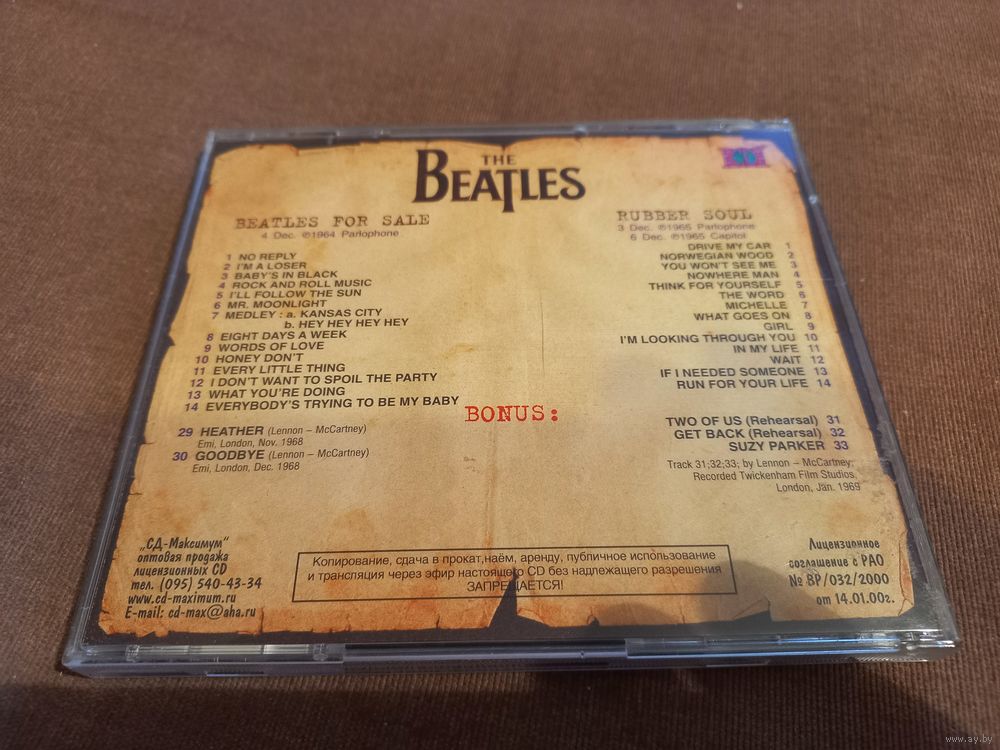 THE
BEATLES
BEATLES FOR SALE
4 Dec. ℗1964 Parlophone
1 NO REPLY
2 I'M A LOSER
3 BABY'S IN BLACK
4 ROCK AND ROLL MUSIC
5 I'LL FOLLOW THE SUN
6 MR. MOONLIGHT
7 MEDLEY : a. KANSAS CITY
b. HEY HEY HEY HEY
8 EIGHT DAYS A WEEK
9 WORDS OF LOVE
10 HONEY DON'T
11 EVERY LITTLE THING
12 I DON'T WANT TO SPOIL THE PARTY
13 WHAT YOU'RE DOING
14 EVERYBODY'S TRYING TO BE MY BABY
RUBBER SOUL
3 Dec. ℗1965 Parlophone
6 Dec. ℗1965 Capitol
DRIVE MY CAR 1
NORWEGIAN WOOD 2
YOU WON'T SEE ME 3
NOWHERE MAN 4
THINK FOR YOURSELF 5
THE WORD 6
MICHELLE 7
WHAT GOES ON 8
GIRL 9
I'M LOOKING THROUGH YOU 10
IN MY LIFE 11
WAIT 12
IF I NEEDED SOMEONE 13
RUN FOR YOUR LIFE 14
BONUS:
29 HEATHER (Lennon – McCartney)
Emi, London, Nov. 1968
30 GOODBYE (Lennon – McCartney)
Emi, London, Dec. 1968
TWO OF US (Rehearsal) 31
GET BACK (Rehearsal) 32
SUZY PARKER 33
Track 31;32;33; by Lennon – McCartney;
Recorded Twickenham Film Studios,
London, Jan. 1969
„СД-Максимум"
оптовая продажа
лицензионных CD
тел. (095) 540-43-34
www.cd-maximum.ru
E-mail: cd-max@aha.ru
Копирование, сдача в прокат,наём, аренду, публичное использование
и трансляция через эфир настоящего CD без надлежащего разрешения
ЗАПРЕЩАЕТСЯ!
Лицензионное
соглашение с РАО
№ ВР/032/2000
от 14.01.00г.
www.ay.by